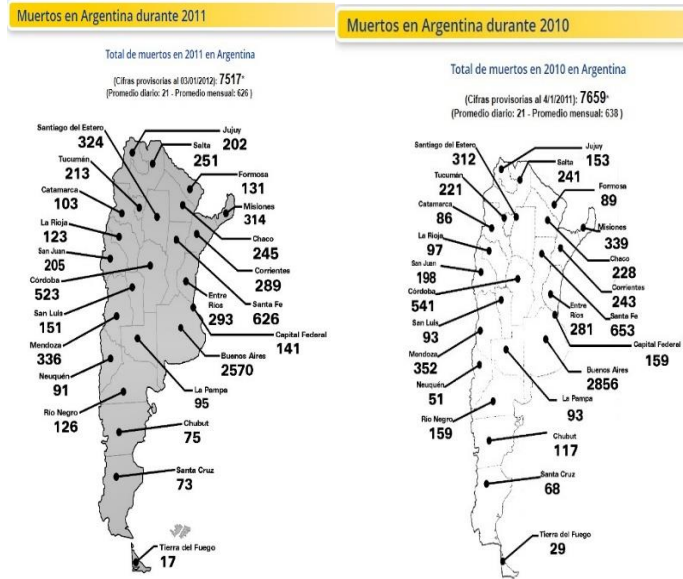 Muertos en Argentina durante 2011
Total de muertos en 2011 en Argentina
(Cifras provisorias al 03/01/2012): 7517*
(Promedio diario: 21 - Promedio mensual: 626 )
Santiago del Estero
324
Jujuy
202
Tucumán
213
Salta
251
Catamarca
103
Formosa
131
La Rioja
123
Misiones
314
San Juan
205
Chaco
245
Córdoba
523
Corrientes
289
San Luis
151
Entre
Ríos
293
Santa Fe
626
Mendoza
336
Capital Federal
141
Neuquén
91
Buenos Aires
2570
Río Negro
126
La Pampa
95
Chubut
75
Santa Cruz
73
Tierra del Fuego
17
Muertos en Argentina durante 2010
Total de muertos en 2010 en Argentina
(Cifras provisorias al 4/1/2011): 7659*
(Promedio diario: 21 - Promedio mensual: 638 )
Santiago del Estero
312
Jujuy
153
Tucumán
221
Salta
241
Catamarca
86
Formosa
89
La Rioja
97
Misiones
339
San Juan
198
Chaco
228
Córdoba
541
Corrientes
243
San Luis
93
Entre
Ríos
281
Santa Fe
653
Mendoza
352
Capital Federal
159
Neuquén
51
Buenos Aires
2856
Río Negro
159
La Pampa
93
Chubut
117
Santa Cruz
68
Tierra del Fuego
29